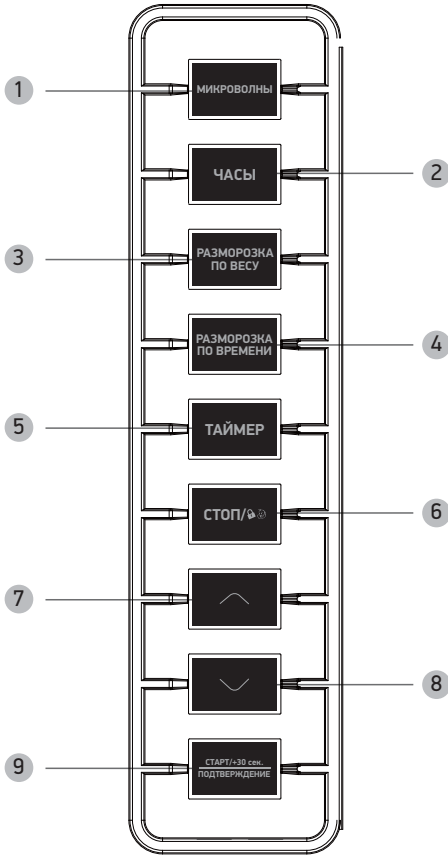 1
МИКРОВОЛНЫ
ЧАСЫ
2
3
РАЗМОРОЗКА
ПО ВЕСУ
РАЗМОРОЗКА
ПО ВРЕМЕНИ
4
5
ТАЙМЕР
СТОП/
6
7
8
9
СТАРТ/+30 сек.
ПОДТВЕРЖДЕНИЕ